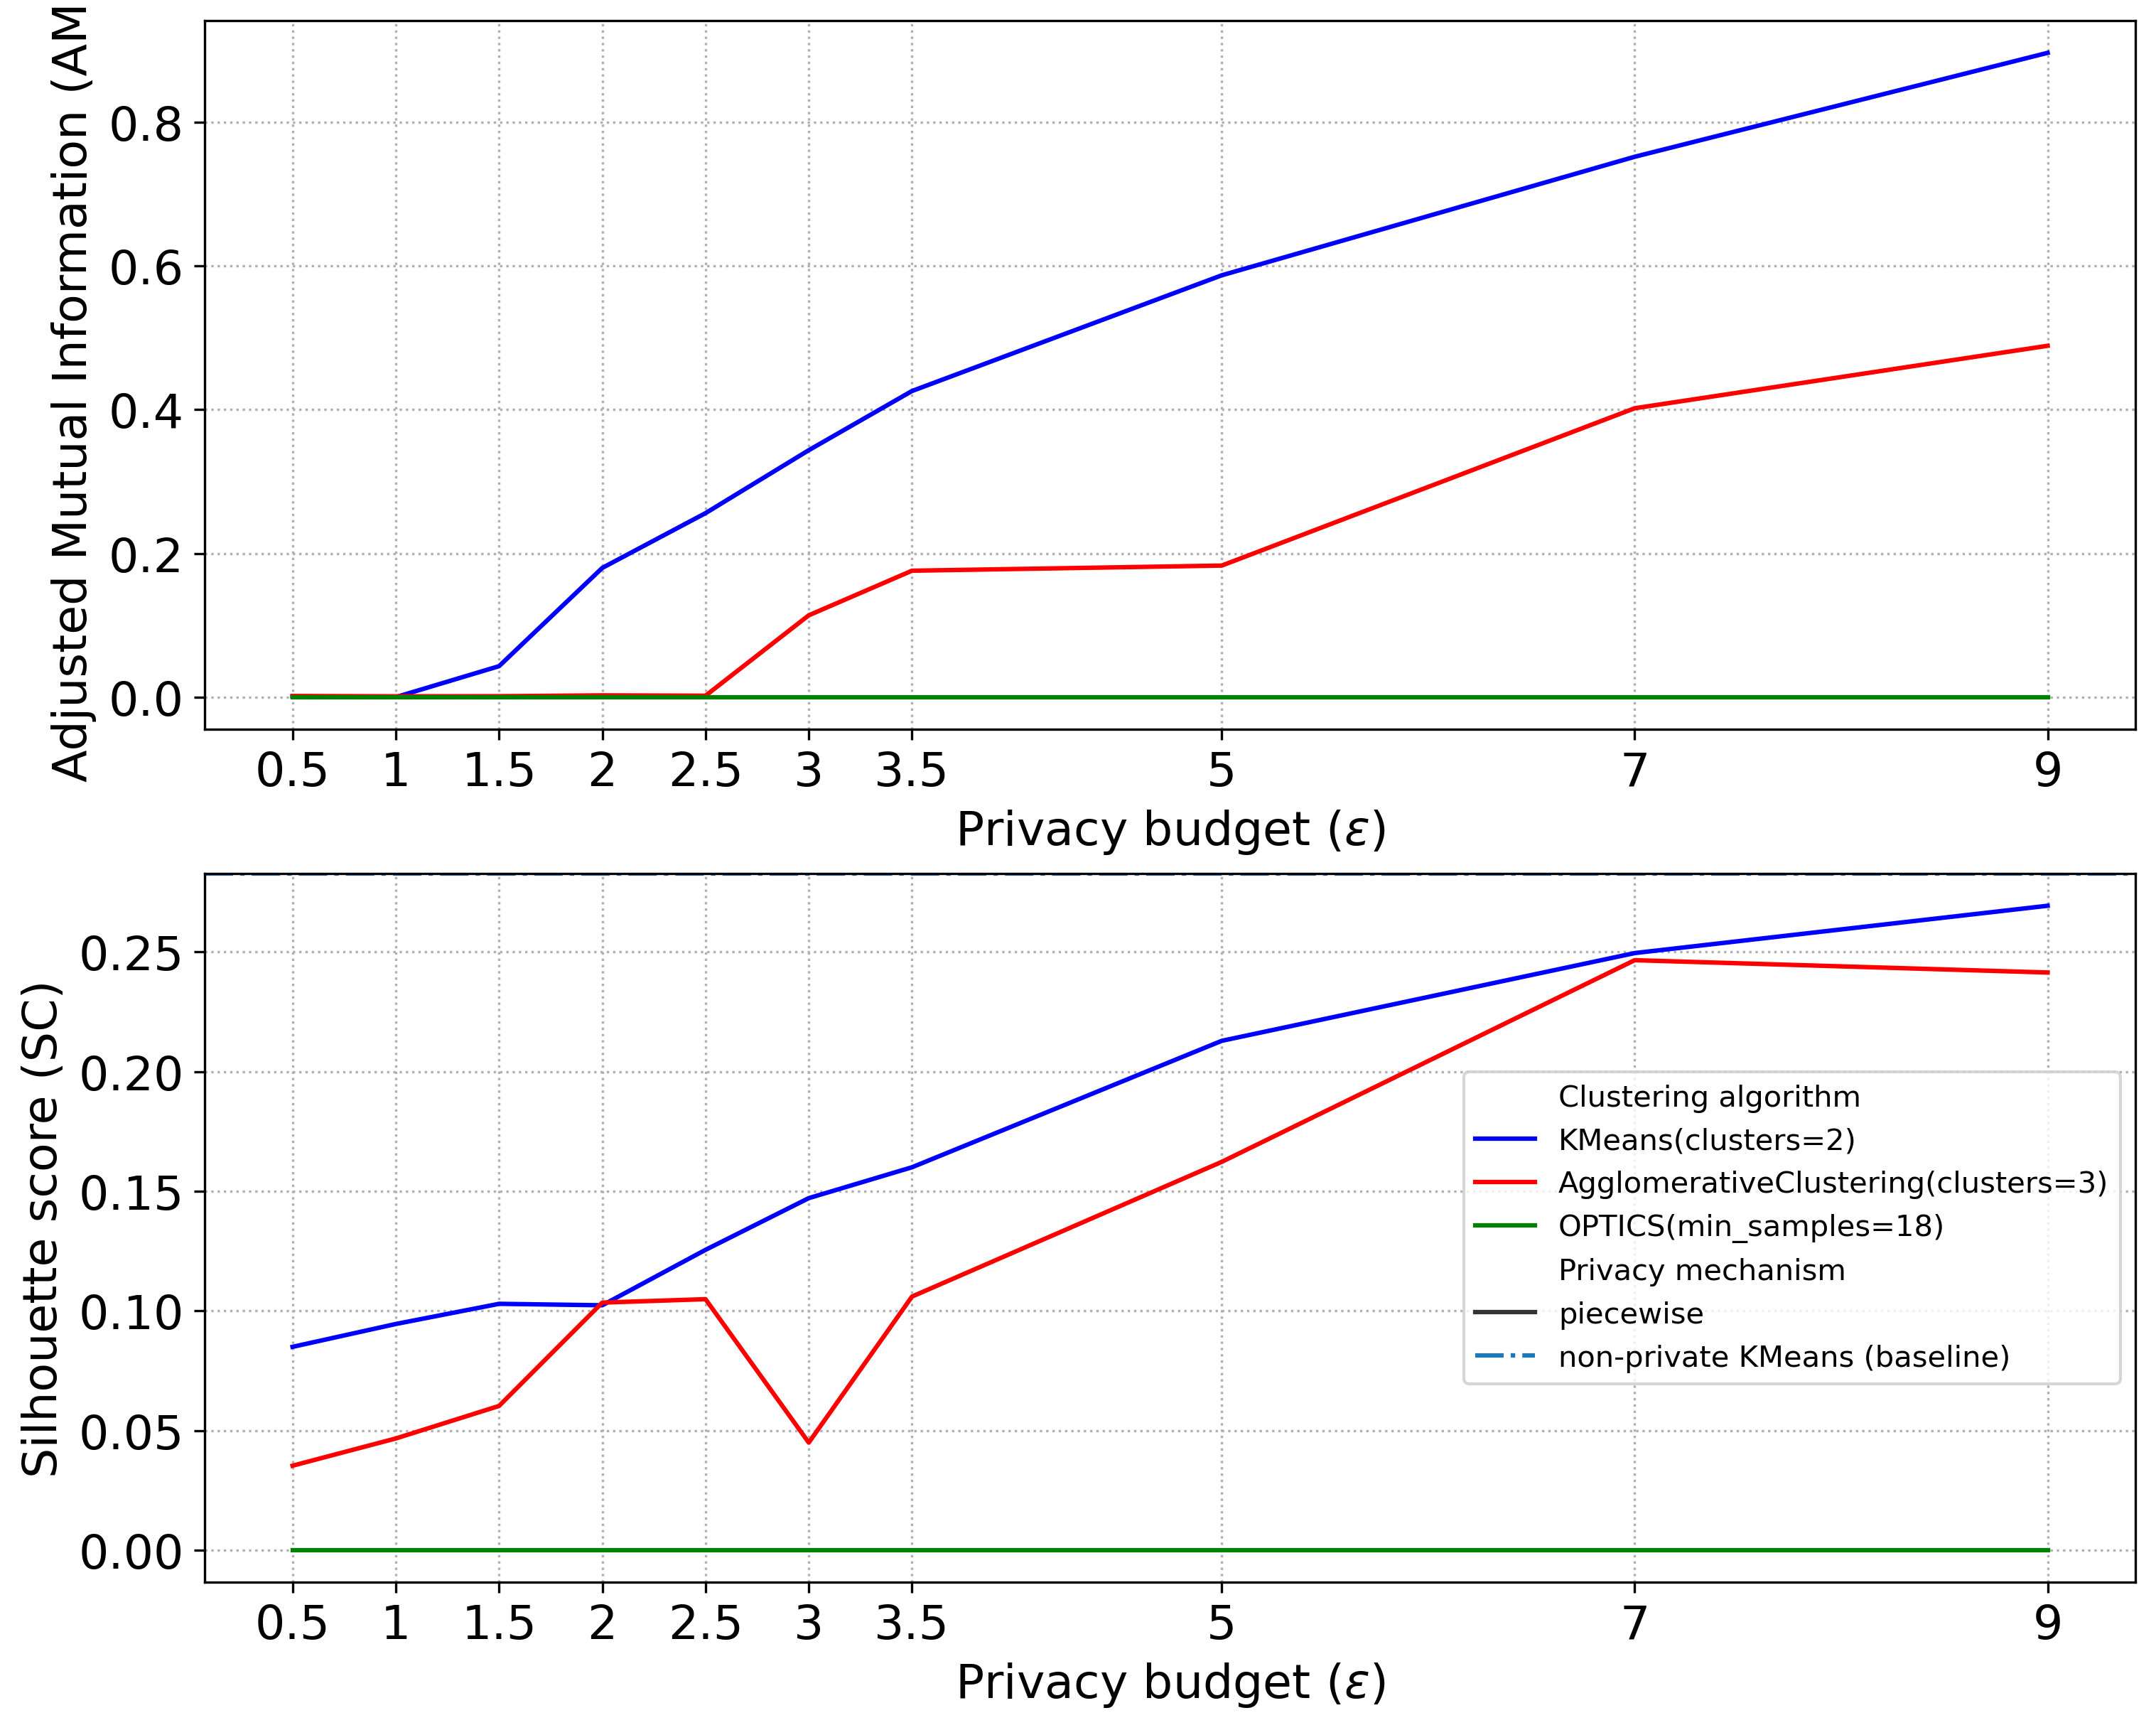 Adjusted Mutual Information (AM
0.8
0.6
0.4
0.2
0.0
0.5 1 1.5 2 2.5 3 3.5 5 7 9
Privacy budget (ε)
Silhouette score (SC)
0.25
0.20
0.15
0.10
0.05
0.00
Clustering algorithm
KMeans(clusters=2)
AgglomerativeClustering(clusters=3)
OPTICS(min_samples=18)
Privacy mechanism
piecewise
non-private KMeans (baseline)
0.5 1 1.5 2 2.5 3 3.5 5 7 9
Privacy budget (ε)